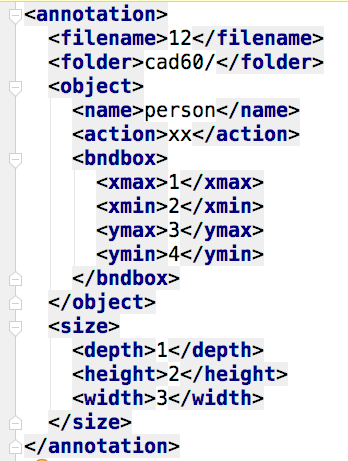 <annotation>
<filename>12</filename>
<folder>cad60/</folder>
<object>
<name>person</name>
<action>xx</action>
<bndbox>
<xmax>1</xmax>
<xmin>2</xmin>
<ymax>3</ymax>
<ymin>4</ymin>
</bndbox>
</object>
<size>
<depth>1</depth>
<height>2</height>
<width>3</width>
</size>
</annotation>